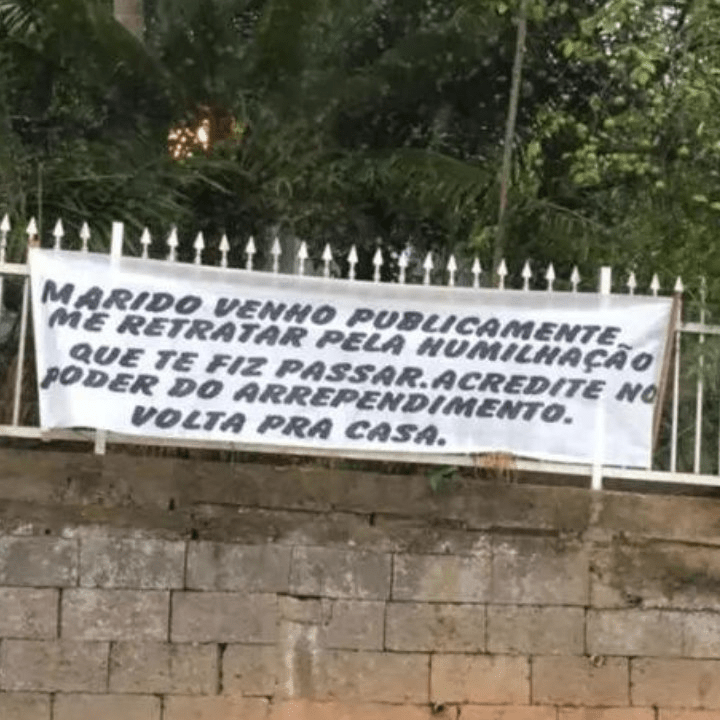 MARIDO VENHO PUBLICAMENTE
ME RETRATAR PELA HUMILHAÇÃO
QUE TE FIZ PASSAR.ACREDITE NO
PODER DO ARREPENDIMENTO.
VOLTA PRA CASA.